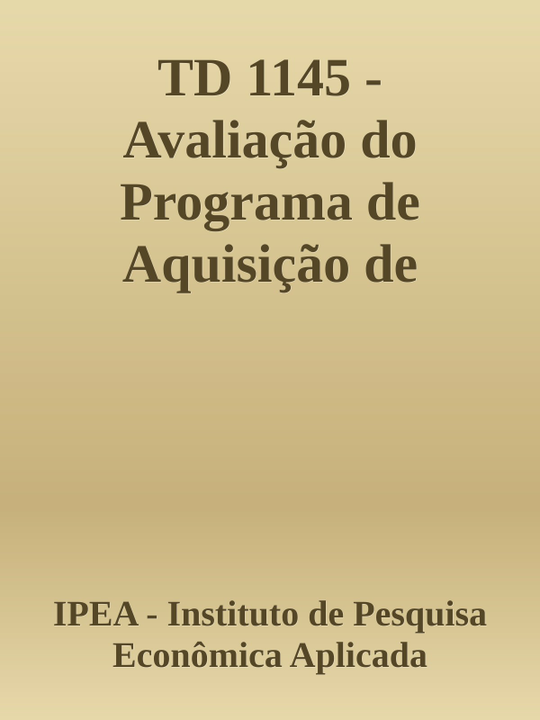 TD 1145 -
Avaliação do
Programa de
Aquisição de
IPEA - Instituto de Pesquisa
Econômica Aplicada